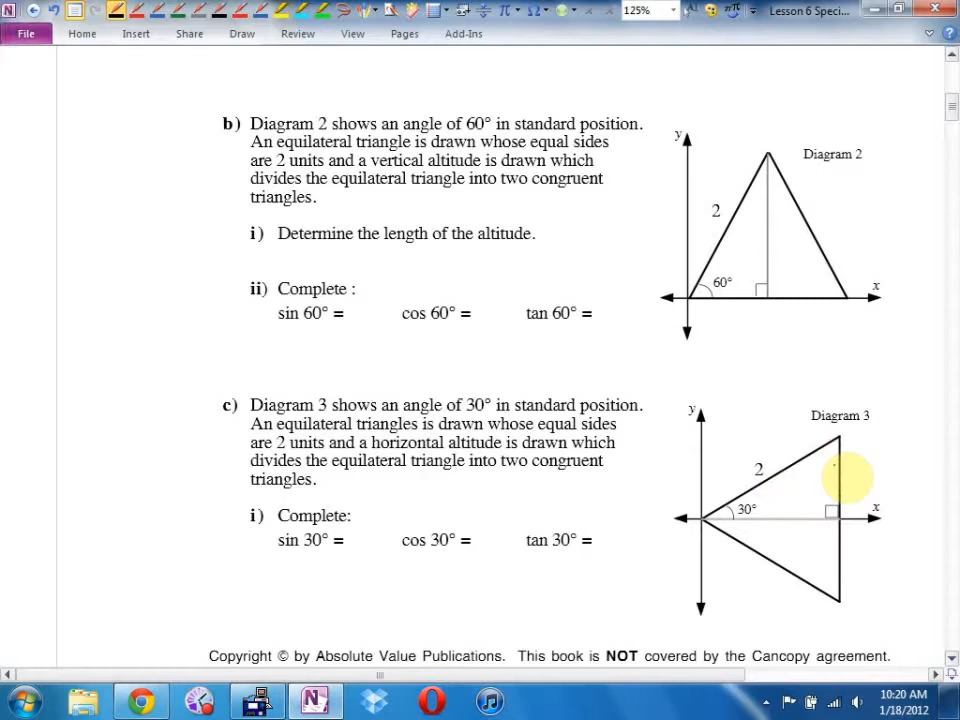 125%
Lesson 6 Speci...
File Home Insert Share Draw Review View Pages Add-Ins
b) Diagram 2 shows an angle of 60° in standard position.
An equilateral triangle is drawn whose equal sides
are 2 units and a vertical altitude is drawn which
divides the equilateral triangle into two congruent
triangles.
i) Determine the length of the altitude.
ii) Complete :
sin 60° = cos 60° = tan 60° =
y
Diagram 2
2
60°
x
c) Diagram 3 shows an angle of 30° in standard position.
An equilateral triangles is drawn whose equal sides
are 2 units and a horizontal altitude is drawn which
divides the equilateral triangle into two congruent
triangles.
i) Complete:
sin 30° = cos 30° = tan 30° =
y
Diagram 3
2
30°
x
Copyright © by Absolute Value Publications. This book is NOT covered by the Cancopy agreement.
10:20 AM
1/18/2012